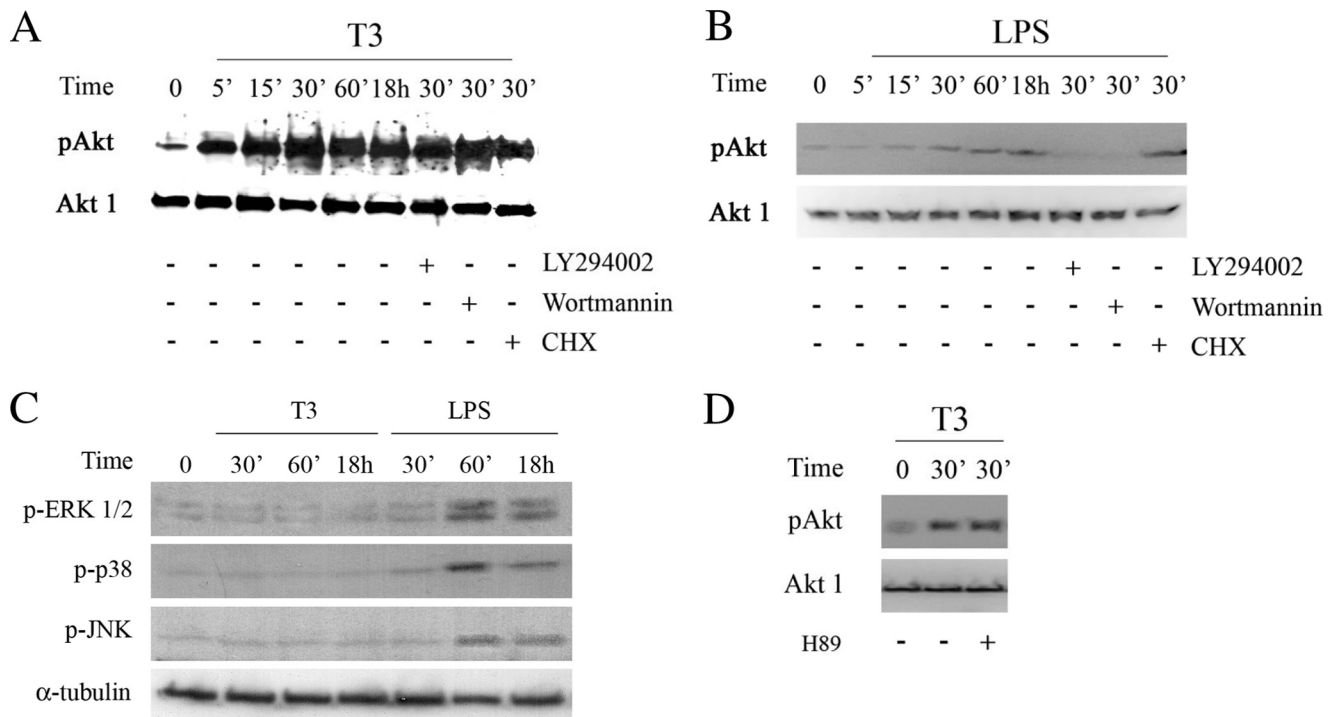 A
T3
Time 0 5’ 15’ 30’ 60’ 18h 30’ 30’ 30’
pAkt
Akt 1
- - - - - - + - - LY294002
- - - - - - - + - Wortmannin
- - - - - - - - + CHX
B
LPS
Time 0 5’ 15’ 30’ 60’ 18h 30’ 30’ 30’
pAkt
Akt 1
- - - - - - + - - LY294002
- - - - - - - + - Wortmannin
- - - - - - - - + CHX
C
T3 LPS
Time 0 30’ 60’ 18h 30’ 60’ 18h
p-ERK 1/2
p-p38
p-JNK
α-tubulin
D
T3
Time 0 30’ 30’
pAkt
Akt 1
H89 - - +